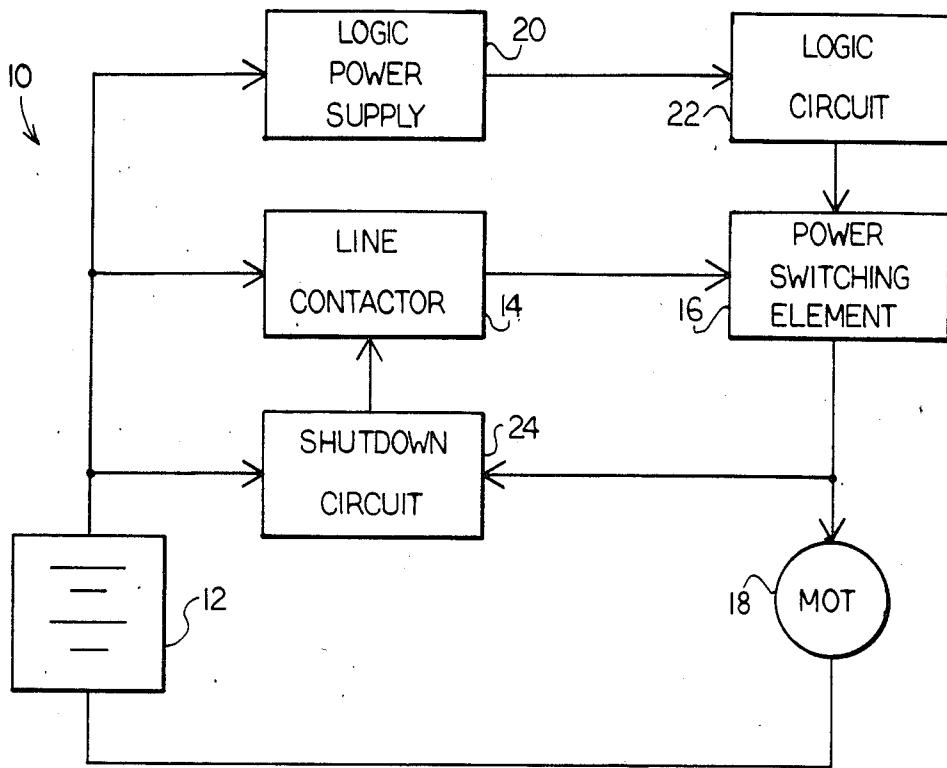 10
LOGIC
POWER
SUPPLY
20
LOGIC
CIRCUIT
22
LINE
CONTACTOR
14
POWER
SWITCHING
ELEMENT
16
SHUTDOWN
CIRCUIT
24
12
18
MOT